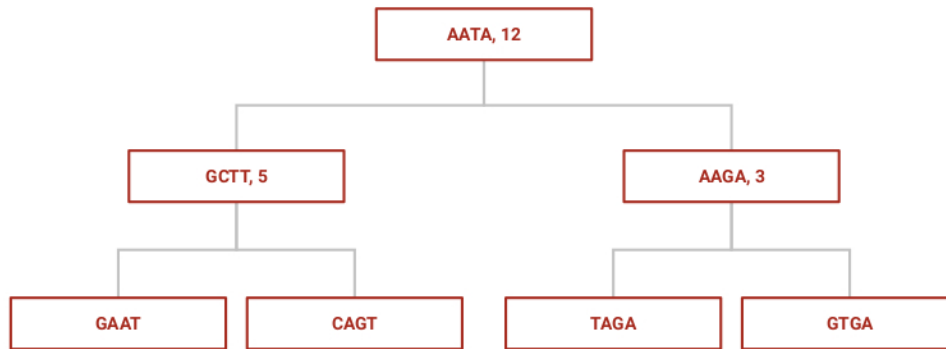 AATA, 12
GCTT, 5
AAGA, 3
GAAT
CAGT
TAGA
GTGA